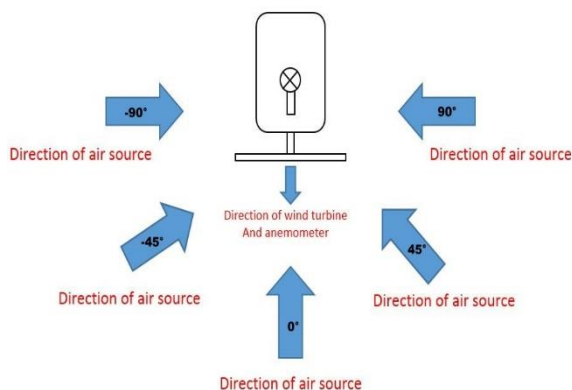 -90°
90°
Direction of air source
Direction of air source
Direction of wind turbine
And anemometer
-45°
45°
Direction of air source
Direction of air source
0°
Direction of air source